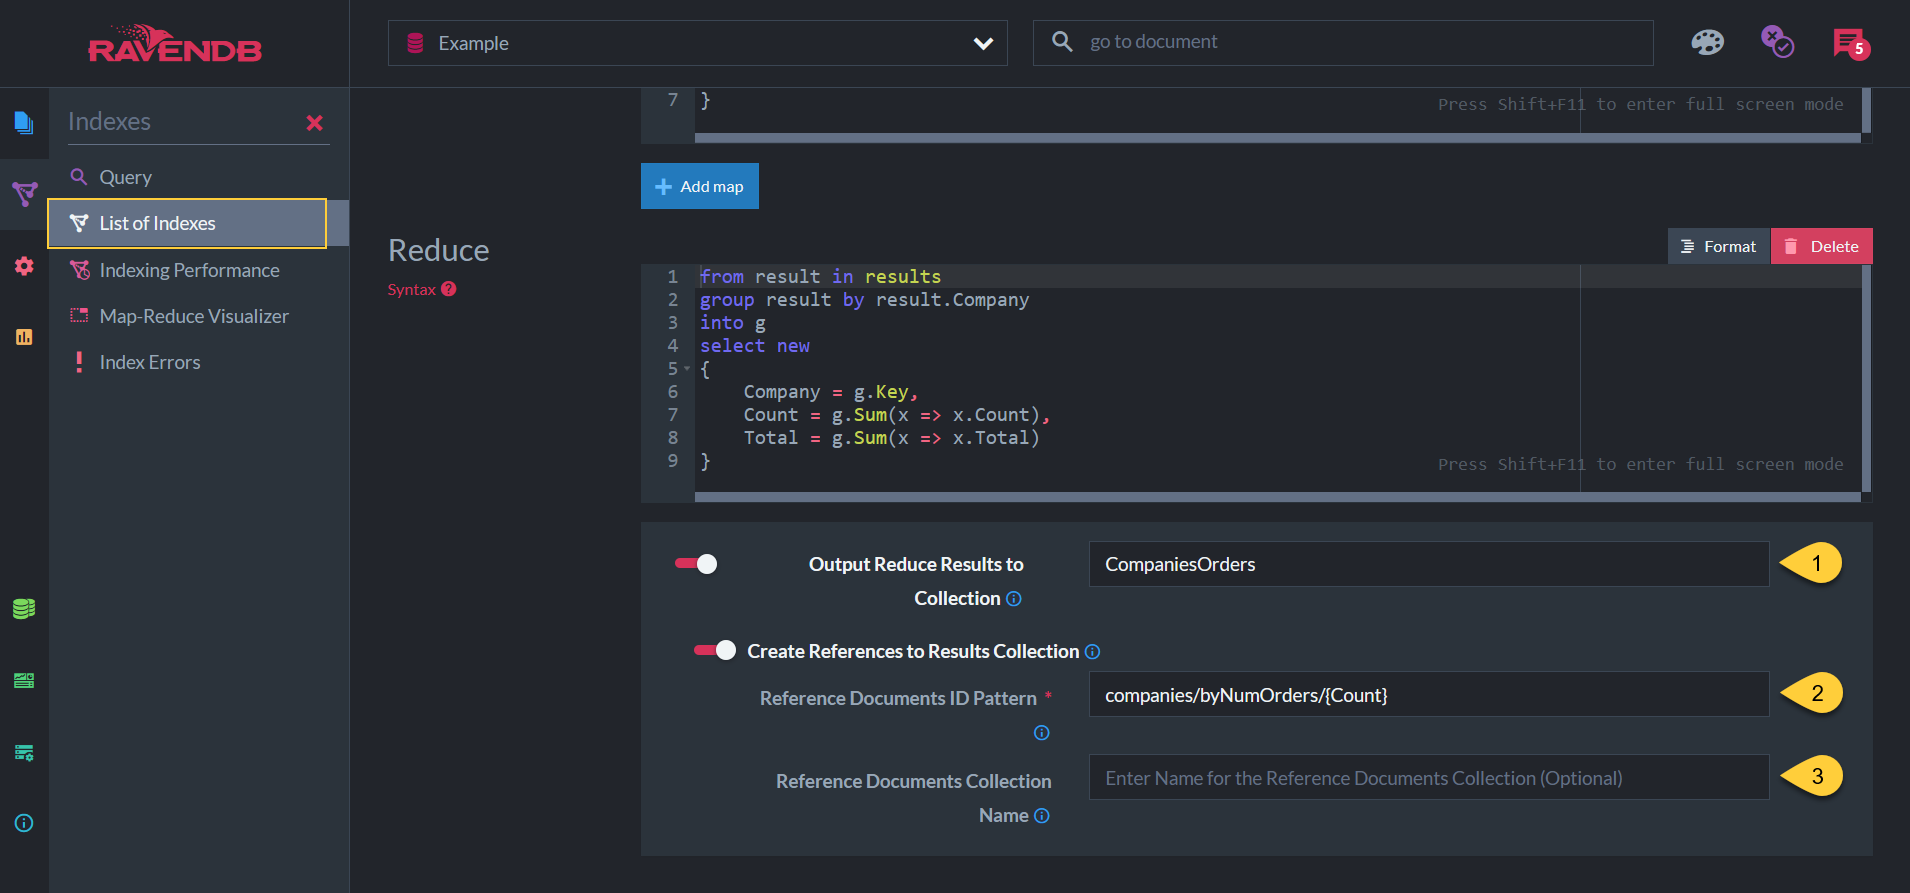 RAVENDB
Example
go to document
5
Indexes
Query
List of Indexes
Indexing Performance
Map-Reduce Visualizer
Index Errors
7 }
Press Shift+F11 to enter full screen mode
Add map
Reduce
Syntax
Format
Delete
1 from result in results
2 group result by result.Company
3 into g
4 select new
5 {
6 Company = g.Key,
7 Count = g.Sum(x => x.Count),
8 Total = g.Sum(x => x.Total)
9 }
Press Shift+F11 to enter full screen mode
Output Reduce Results to
Collection
CompaniesOrders
1
Create References to Results Collection
Reference Documents ID Pattern *
companies/byNumOrders/{Count}
2
Reference Documents Collection
Name
Enter Name for the Reference Documents Collection (Optional)
3